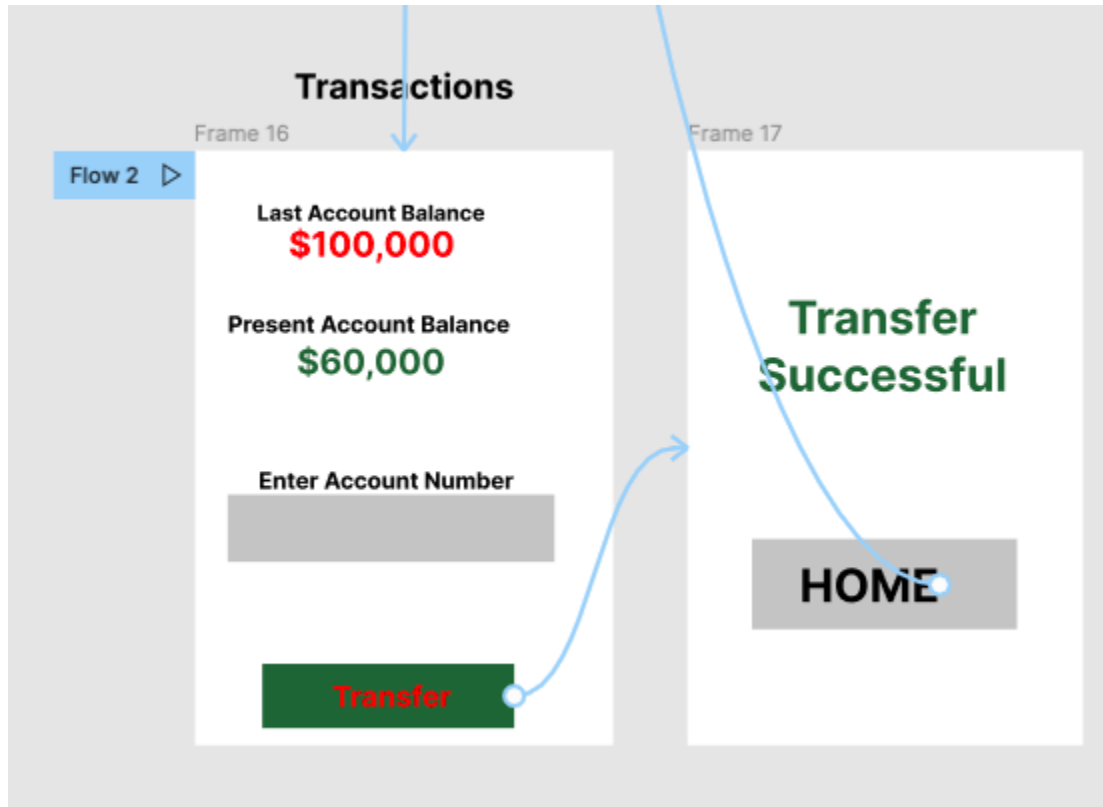 Transactions
Frame 16
Flow 2
Last Account Balance
$100,000
Present Account Balance
$60,000
Enter Account Number
Transfer
Frame 17
Transfer
Successful
HOME